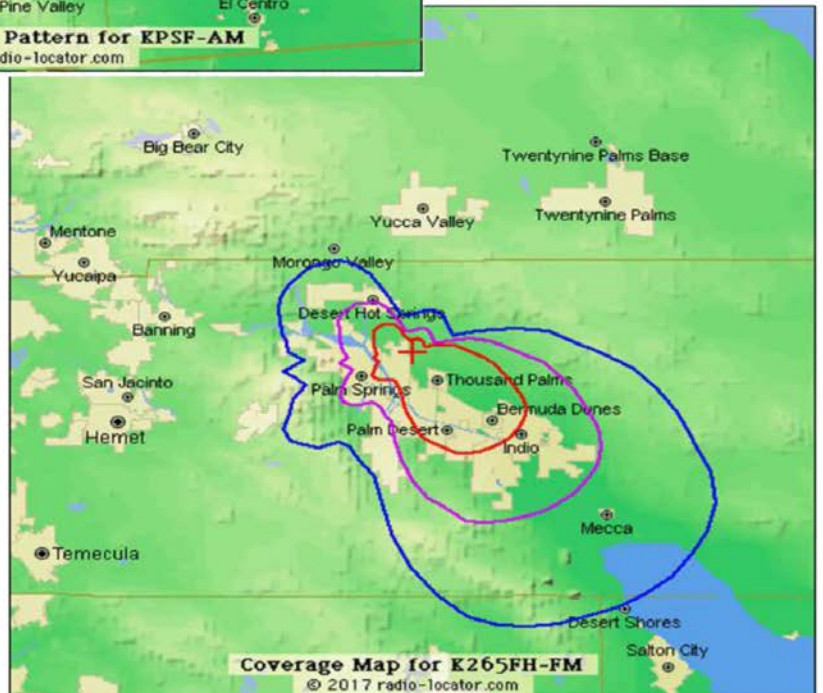 Pine Valley
El Centro
Pattern for KPSF-AM
dio-locator.com
Big Bear City
Twentynine Palms Base
Yucca Valley
Twentynine Palms
Mentone
Morongo Valley
Yucaipa
Desert Hot Springs
Banning
San Jacinto
Palm Springs
Thousand Palms
Hemet
Palm Desert
Bermuda Dunes
Indio
Mecca
Temecula
Desert Shores
Salton City
Coverage Map for K265FH-FM
© 2017 radio-locator.com